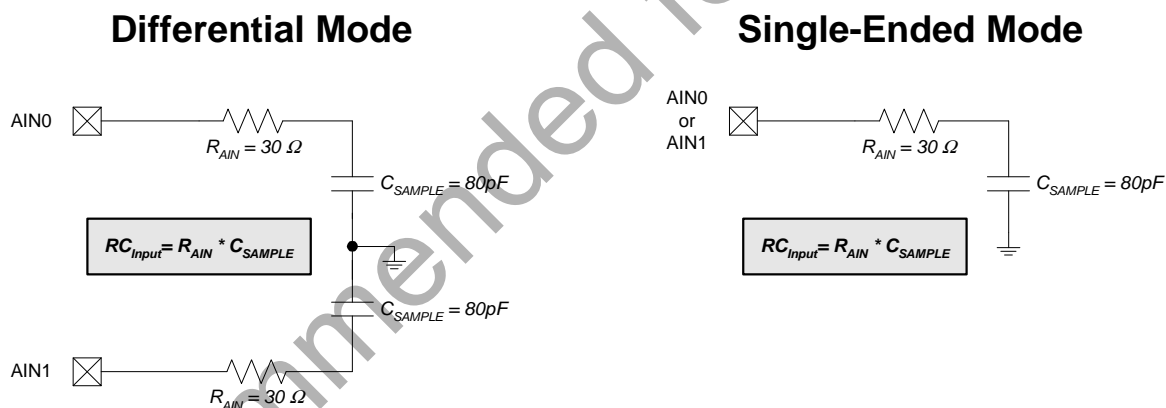 Differential Mode
AIN0
R_AIN = 30 Ω
C_SAMPLE = 80pF
RC_Input= R_AIN * C_SAMPLE
C_SAMPLE = 80pF
AIN1
R_AIN = 30 Ω
Single-Ended Mode
AIN0
or
AIN1
R_AIN = 30 Ω
C_SAMPLE = 80pF
RC_Input= R_AIN * C_SAMPLE